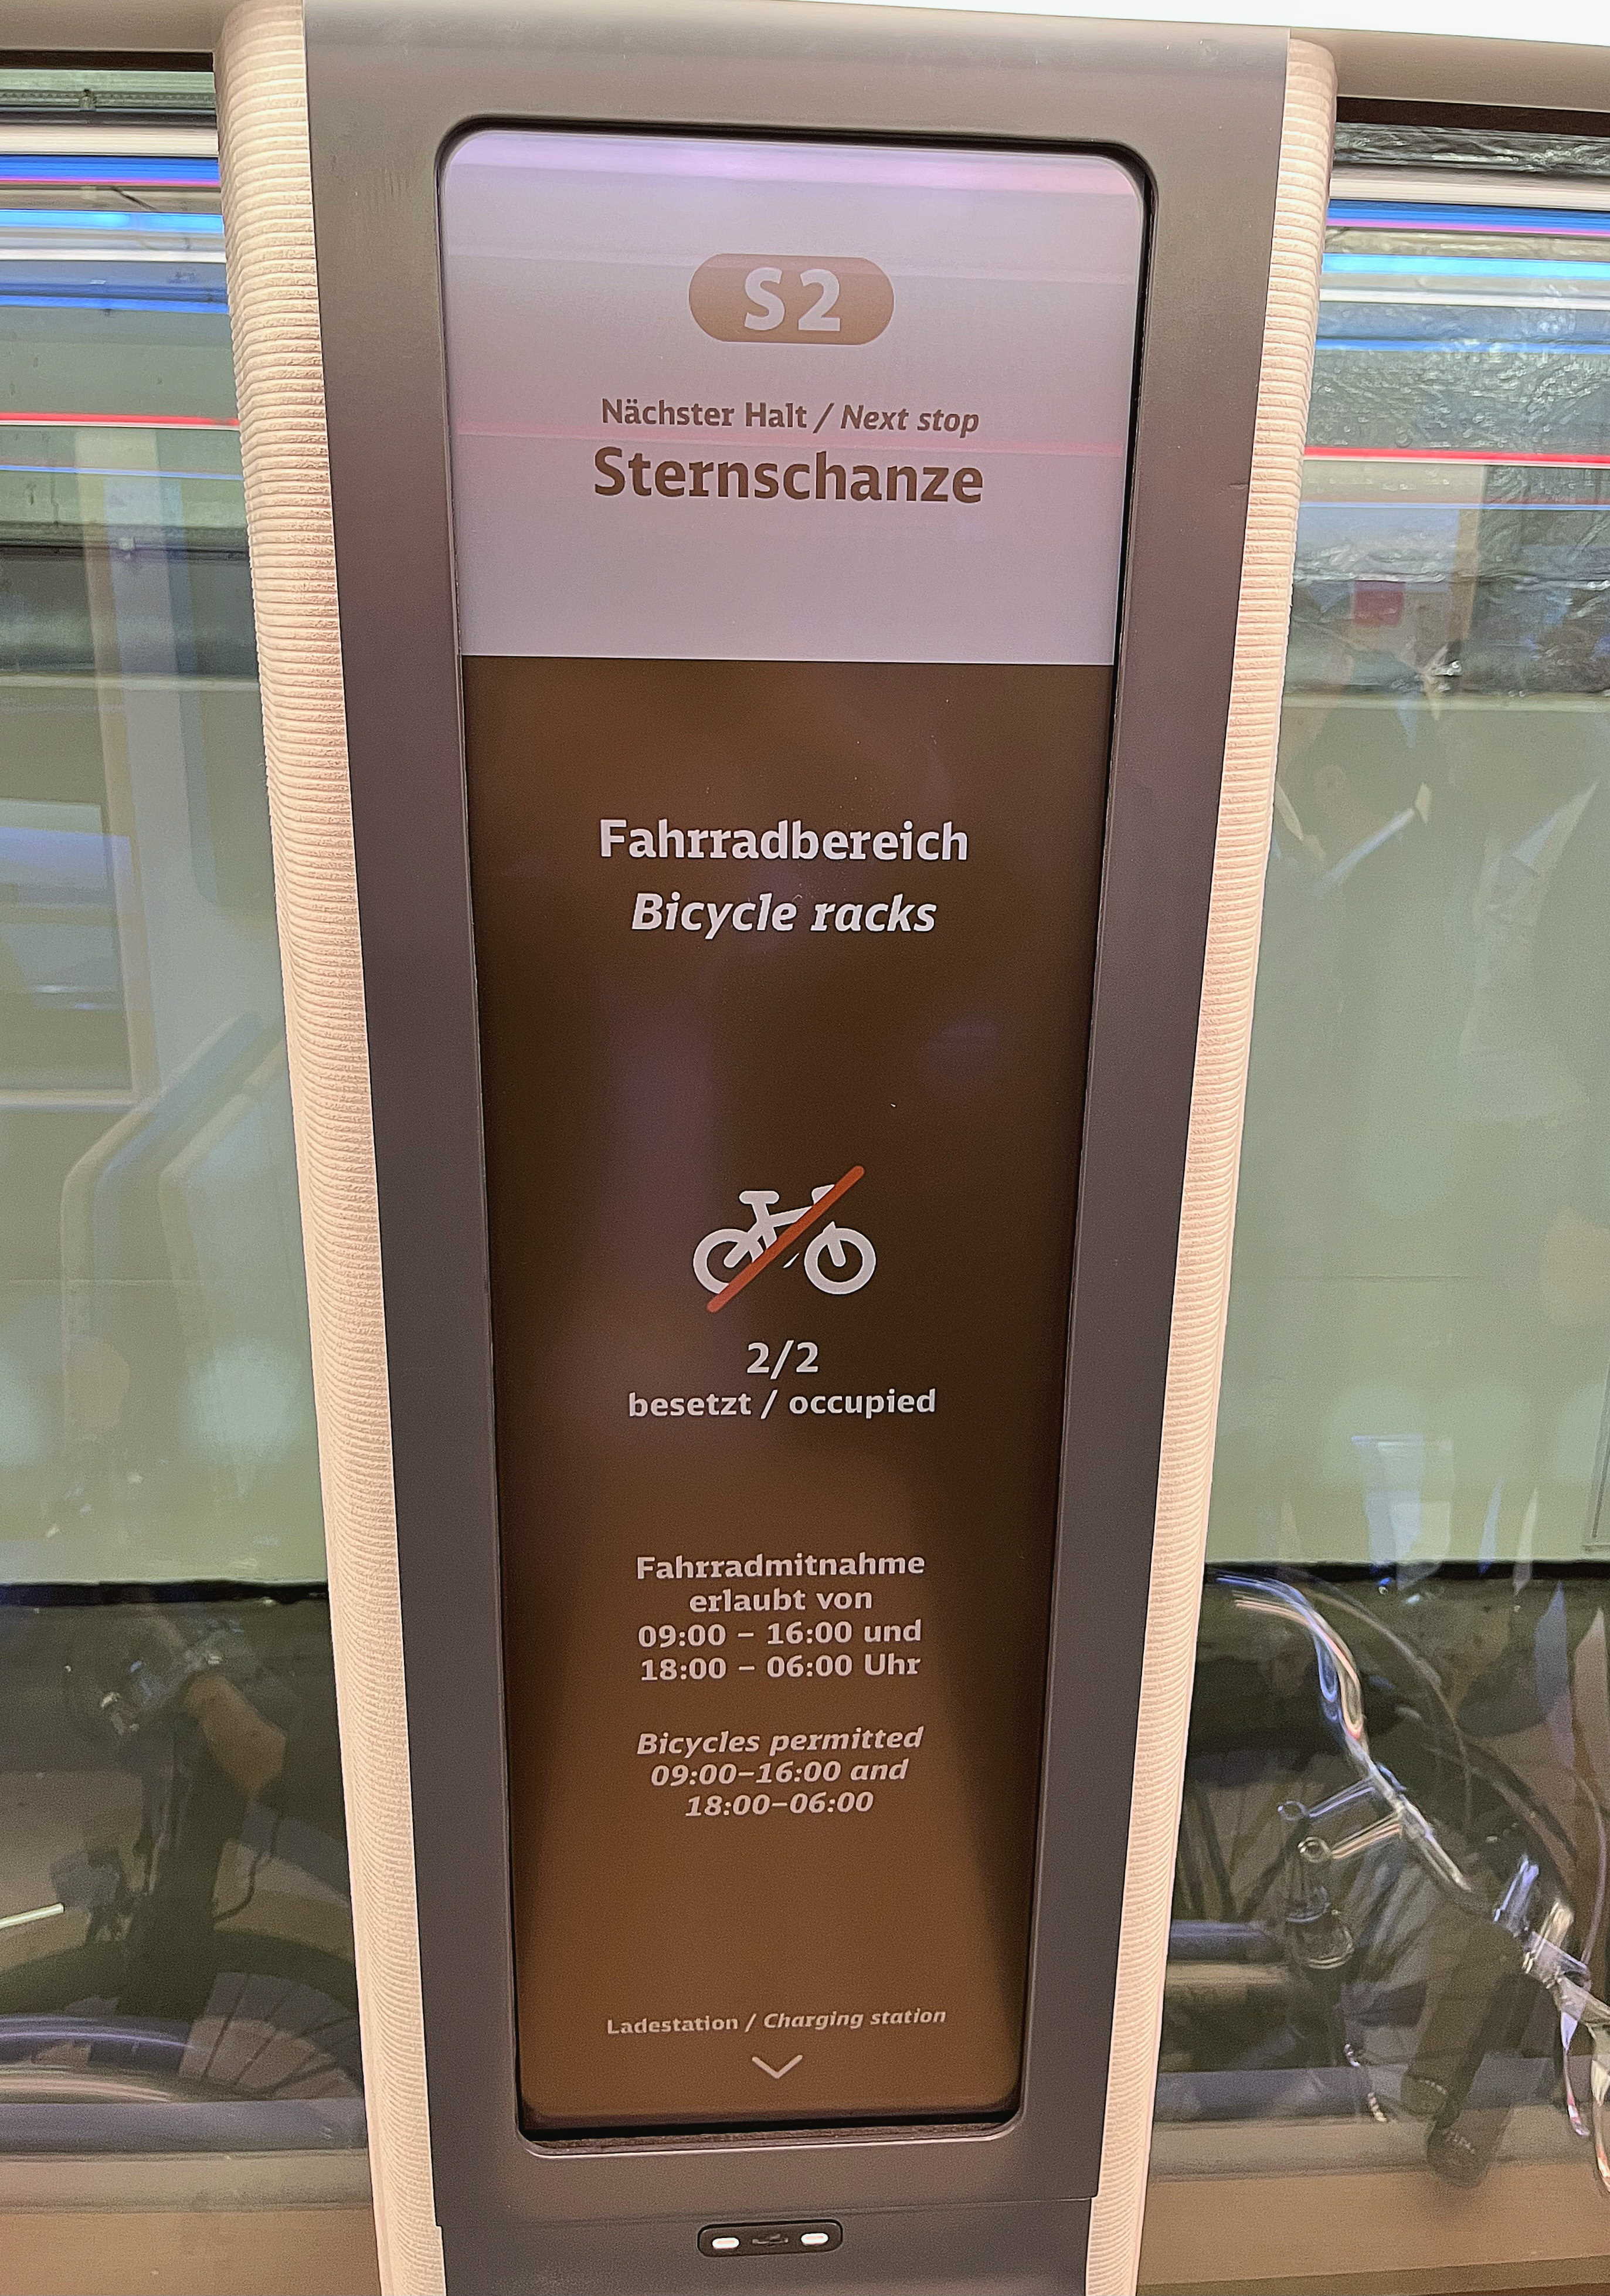 S2
Nächster Halt / Next stop
Sternschanze
Fahrradbereich
Bicycle racks
2/2
besetzt / occupied
Fahrradmitnahme
erlaubt von
09:00 – 16:00 und
18:00 – 06:00 Uhr
Bicycles permitted
09:00–16:00 and
18:00–06:00
Ladestation / Charging station